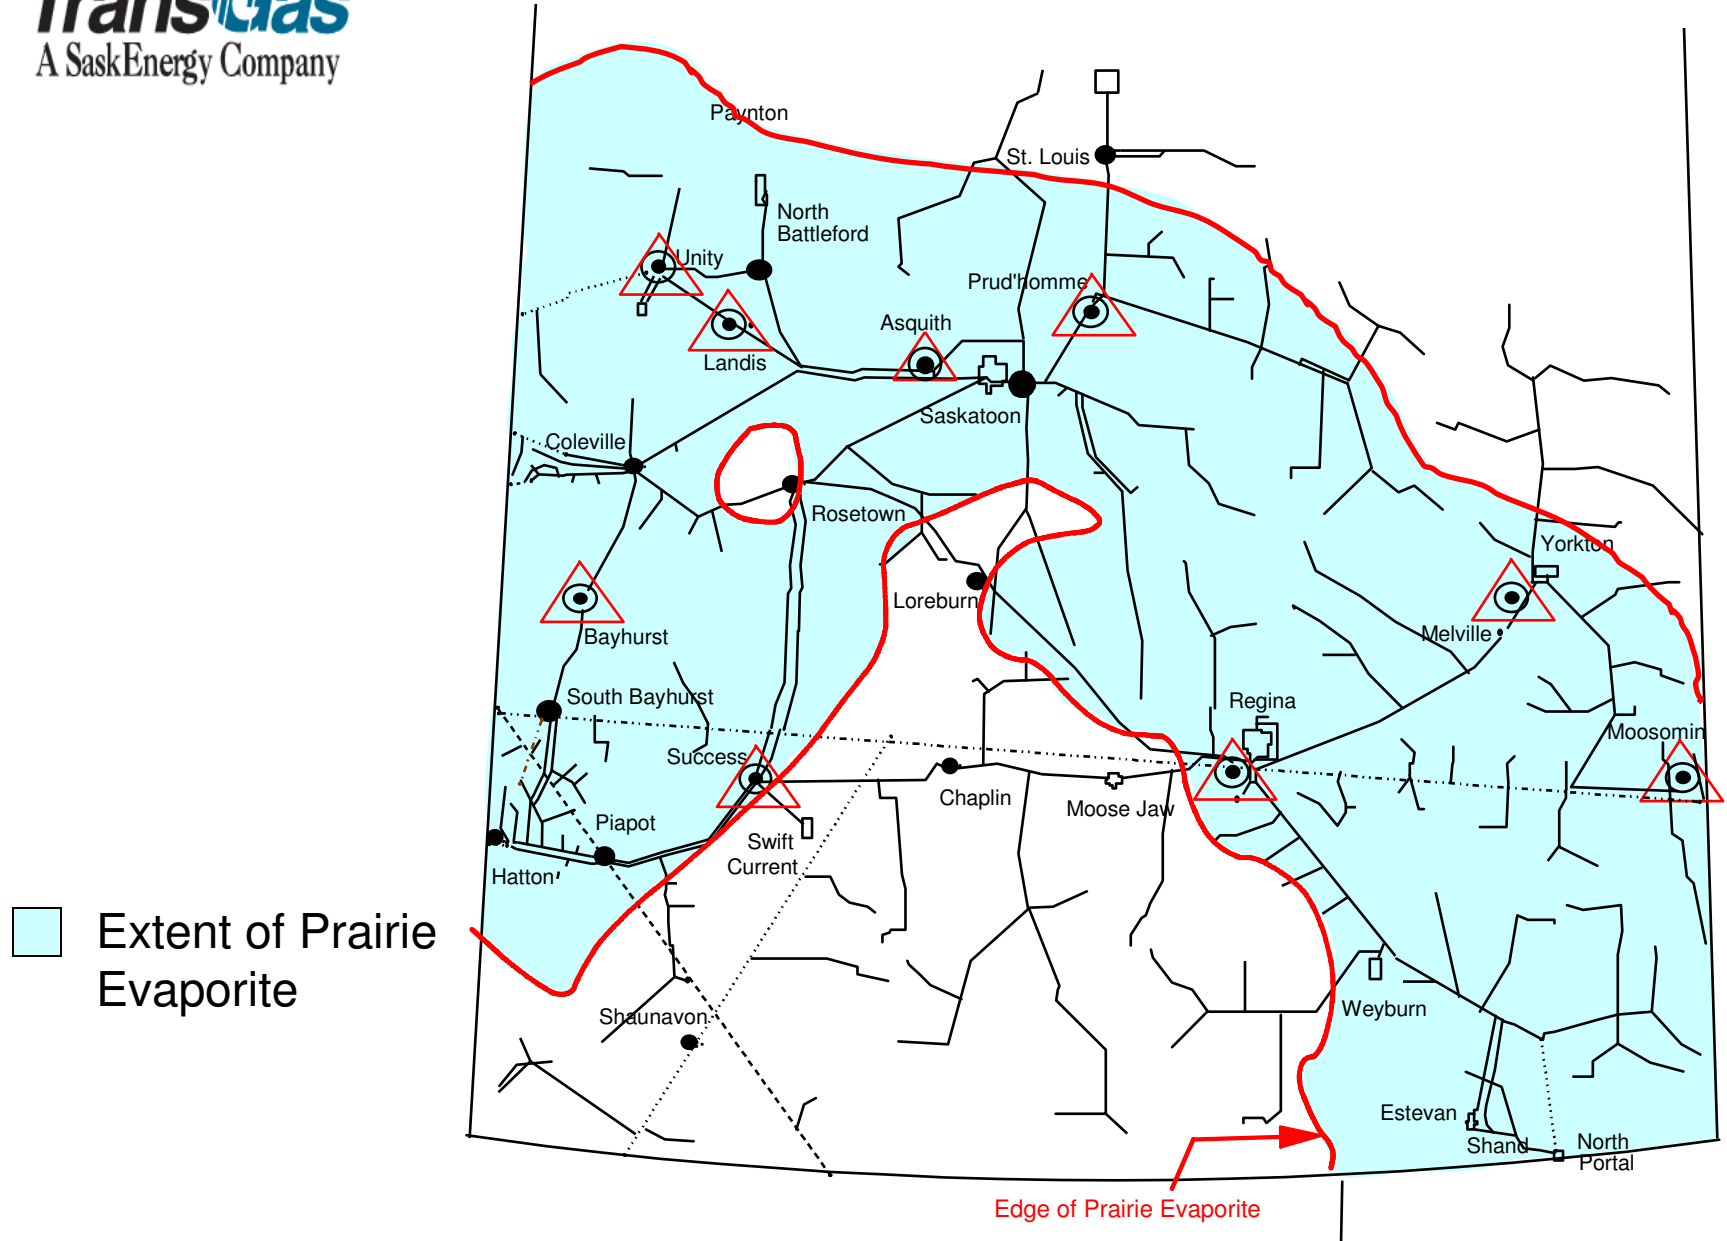 TransGas
A SaskEnergy Company
Paynton
St. Louis
North
Battleford
Unity
Prud'homme
Asquith
Landis
Saskatoon
Coleville
Rosetown
Yorkton
Loreburn
Melville
Bayhurst
South Bayhurst
Regina
Moosomin
Success
Chaplin
Moose Jaw
Piapot
Swift
Current
Hatton
Extent of Prairie
Evaporite
Shaunavon
Weyburn
Estevan
Shand
North
Portal
Edge of Prairie Evaporite